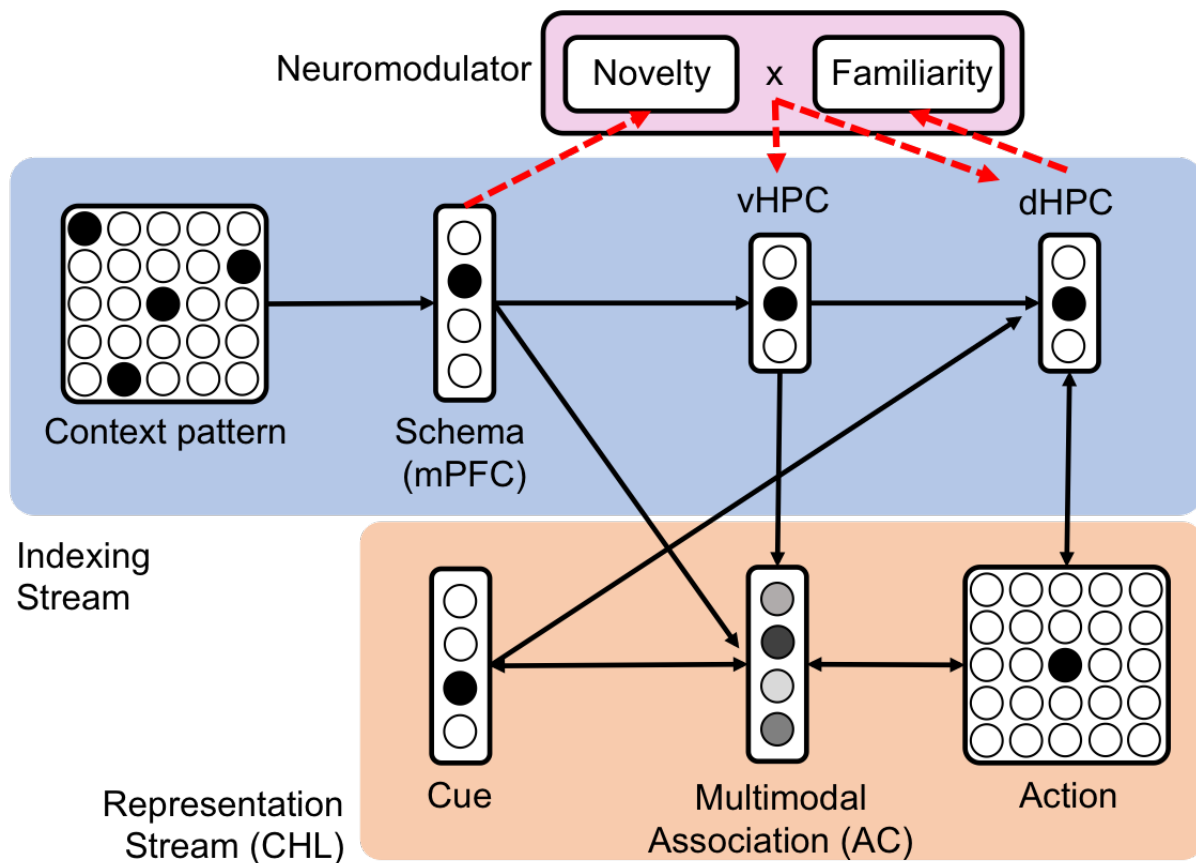 Neuromodulator
Novelty
x
Familiarity
vHPC
dHPC
Context pattern
Schema
(mPFC)
Indexing
Stream
Representation
Stream (CHL)
Cue
Multimodal
Association (AC)
Action